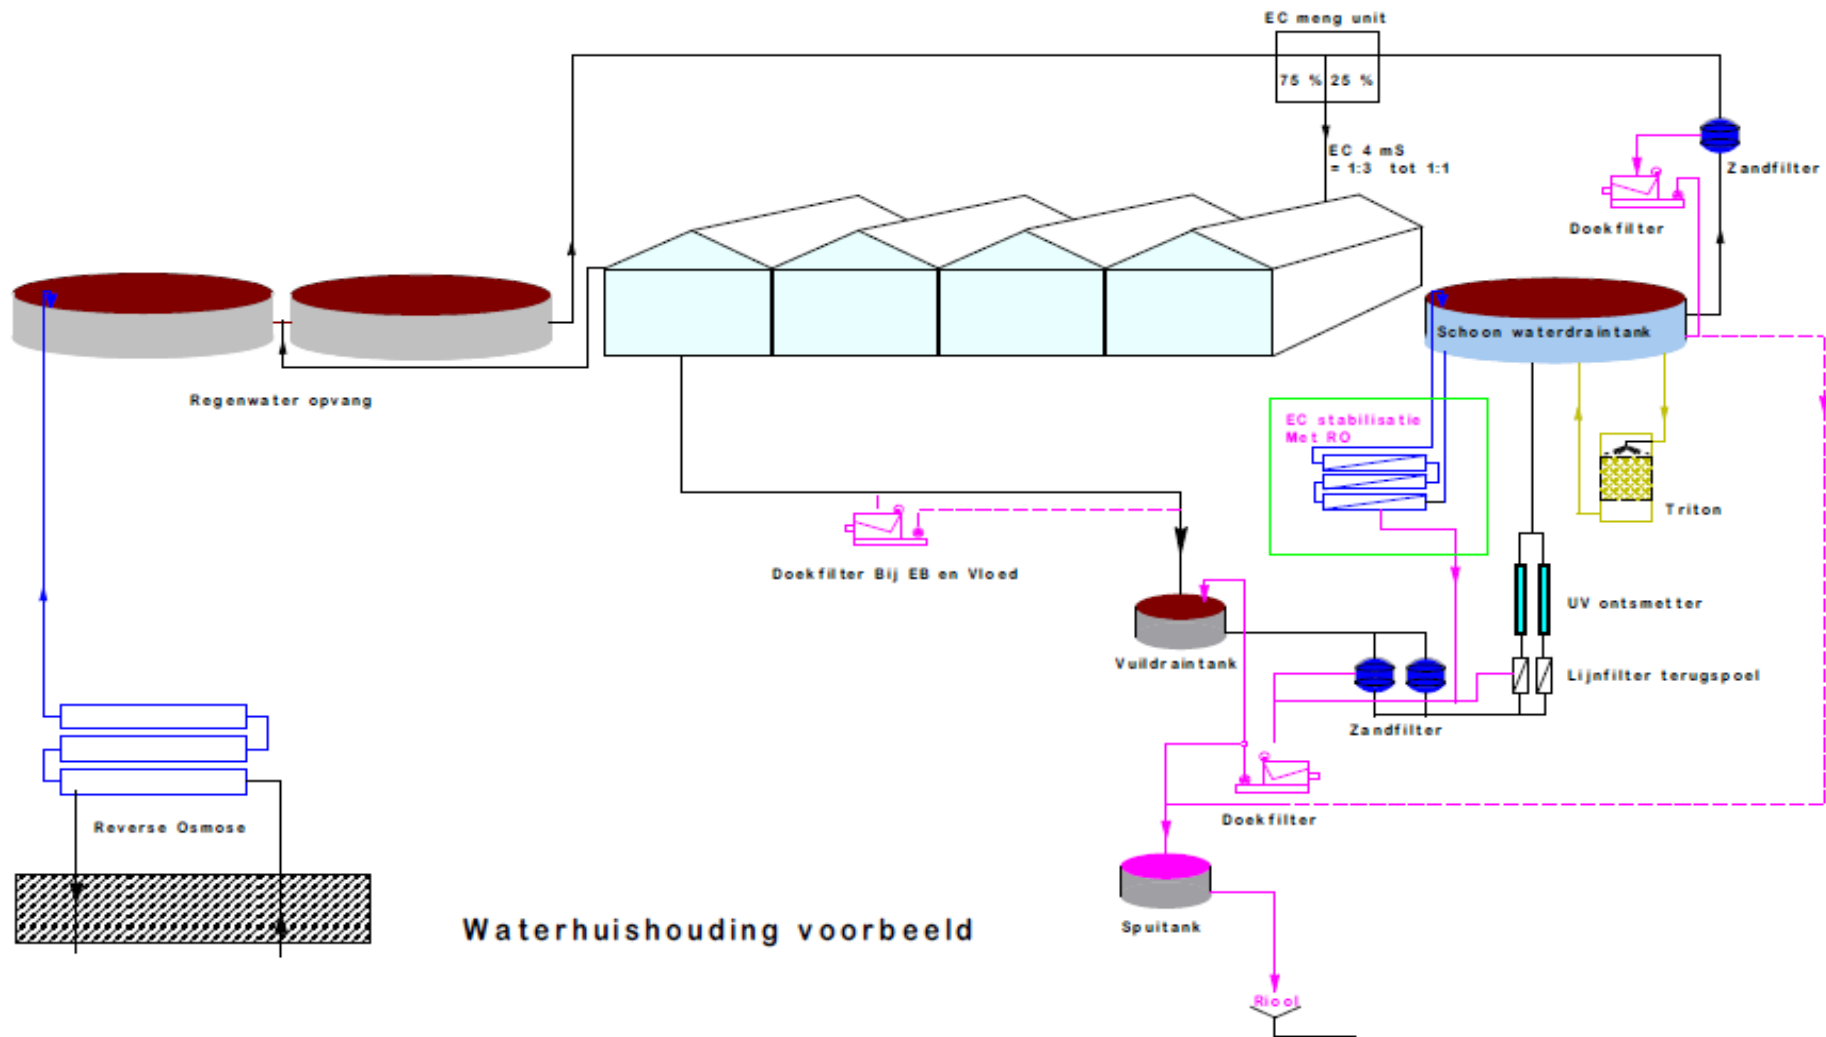 EC meng unit
75 % 25 %
EC 4 mS
= 1:3 tot 1:1
Zandfilter
Doekfilter
Schoon waterdraintank
Regenwater opvang
EC stabilisatie
Met RO
Triton
Doekfilter Bij EB en Vloed
UV ontsmetter
Vuildraintank
Lijnfilter terugspoel
Zandfilter
Reverse Osmose
Doekfilter
Waterhuishouding voorbeeld
Spuitank
Riool